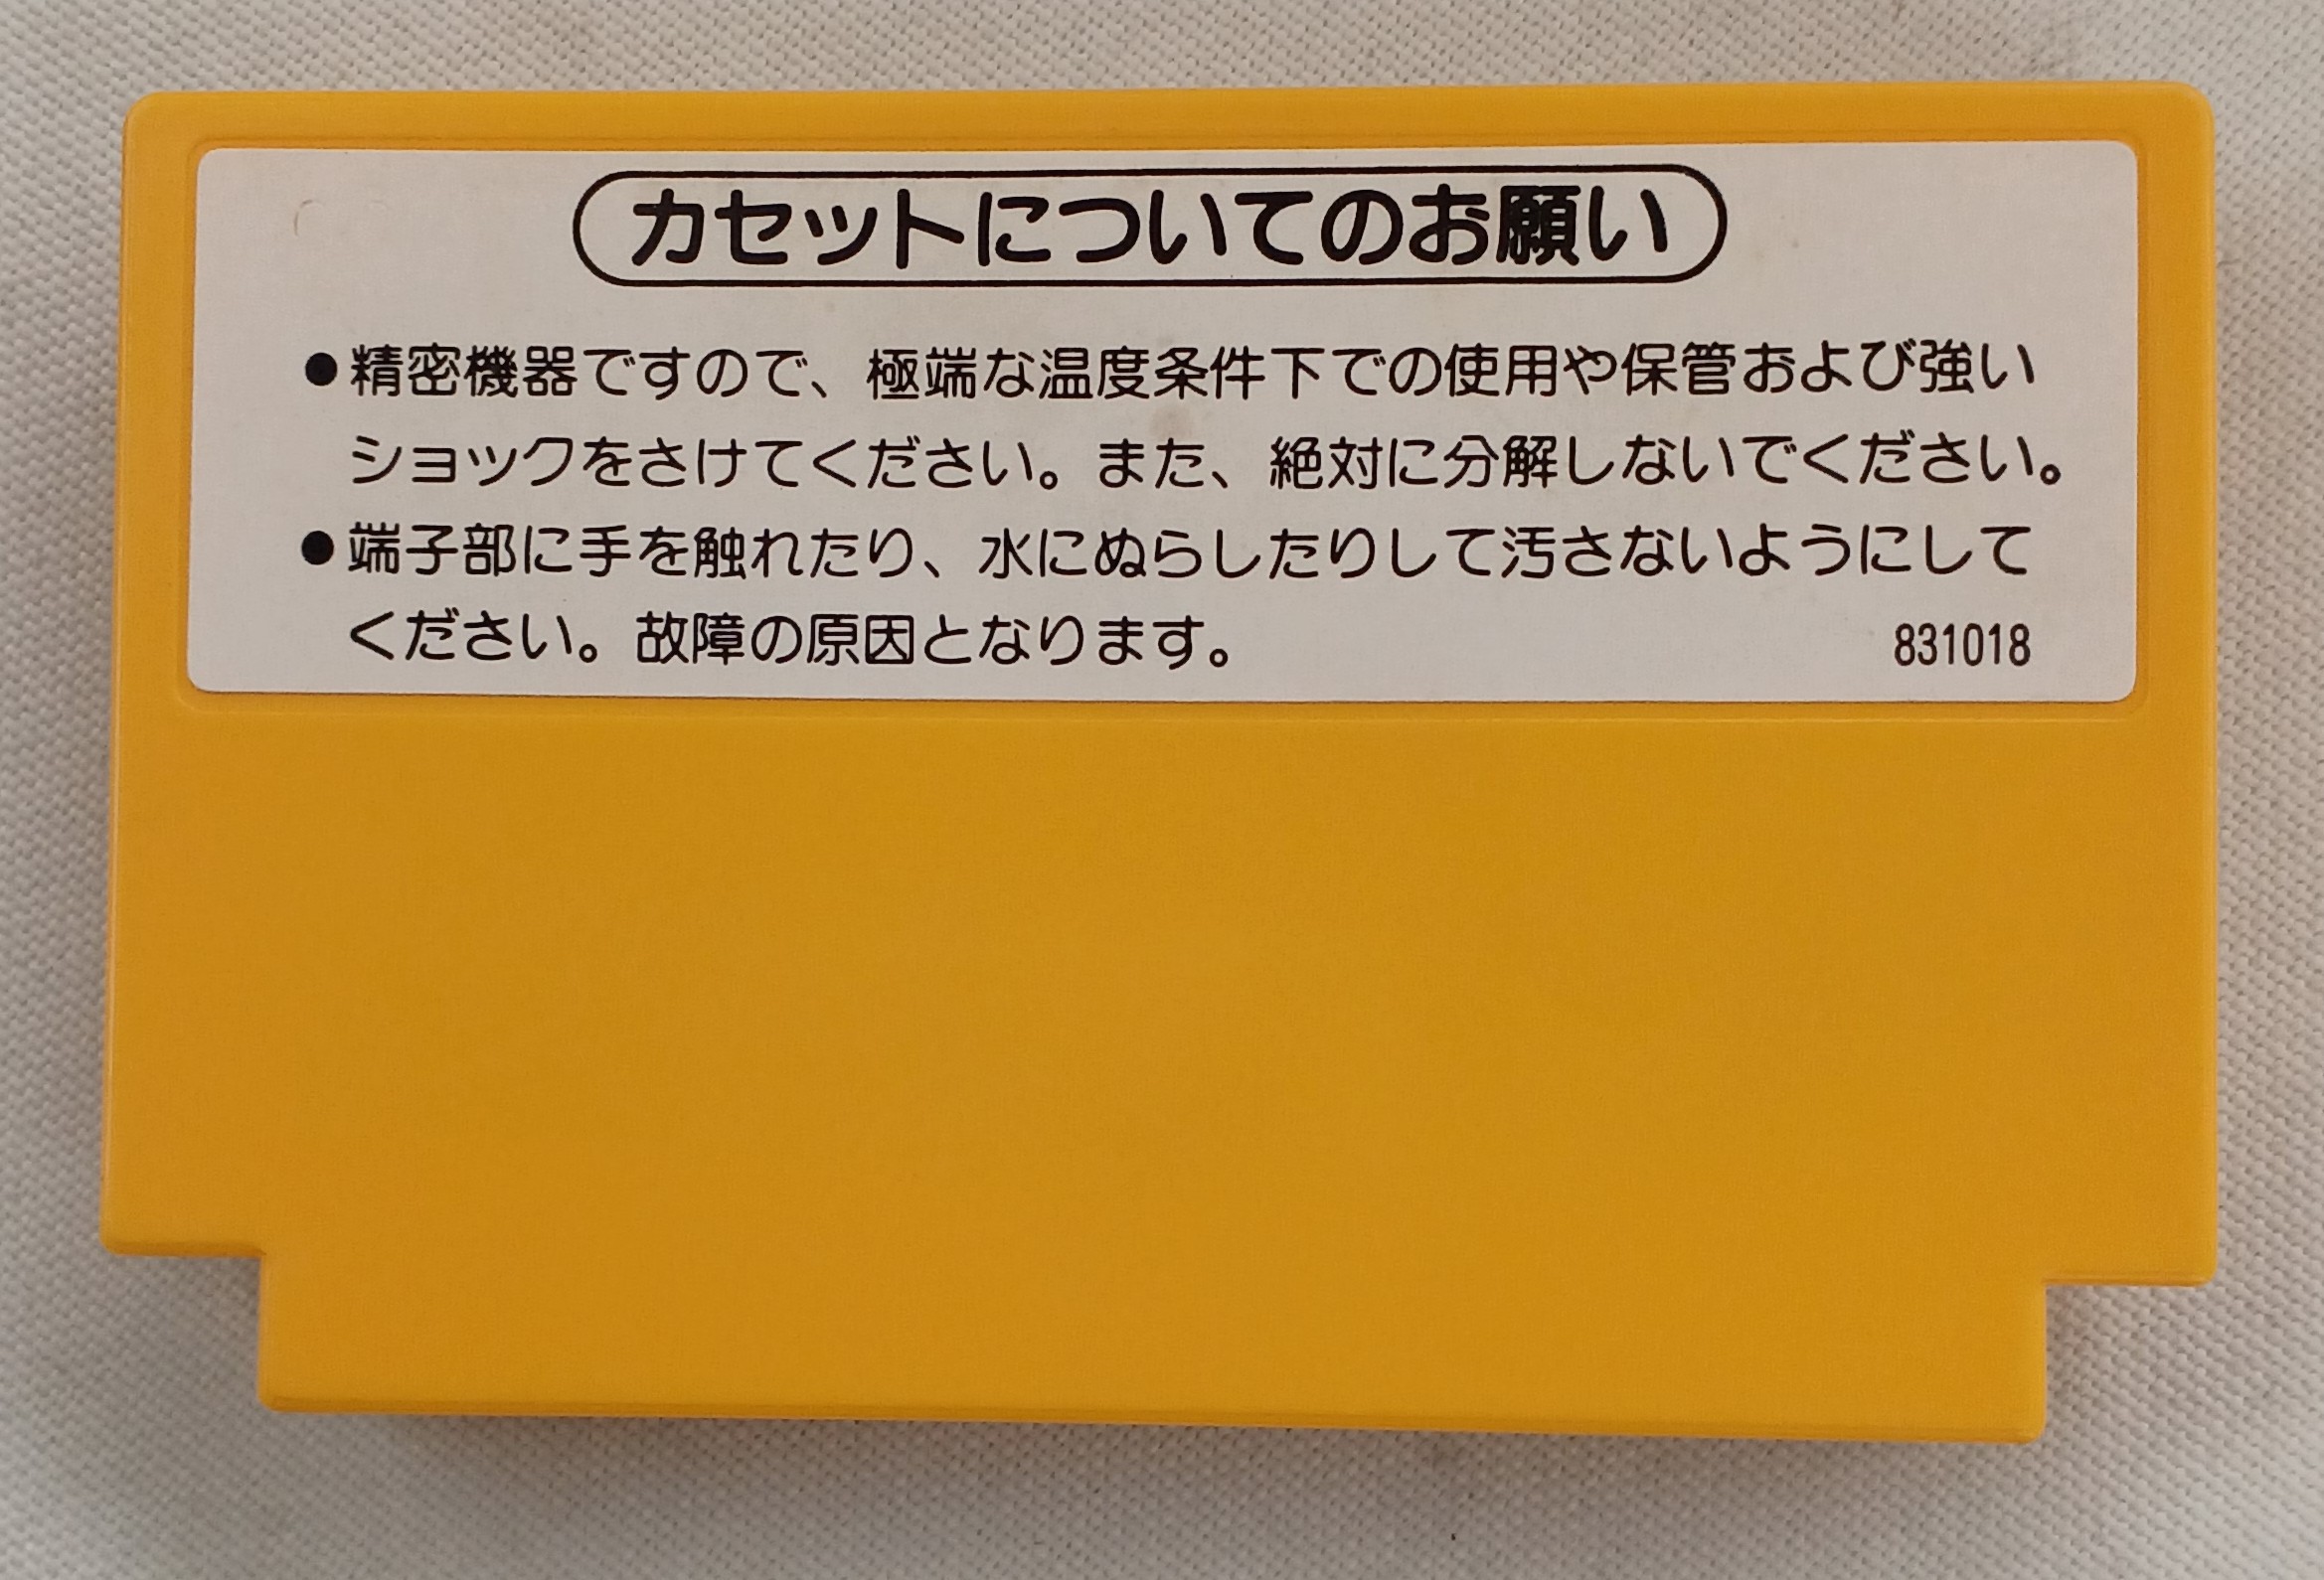 カセットについてのお願い
●精密機器ですので、極端な温度条件下での使用や保管および強い
ショックをさけてください。また、絶対に分解しないでください。
●端子部に手を触れたり、水にぬらしたりして汚さないようにして
ください。故障の原因となります。
831018